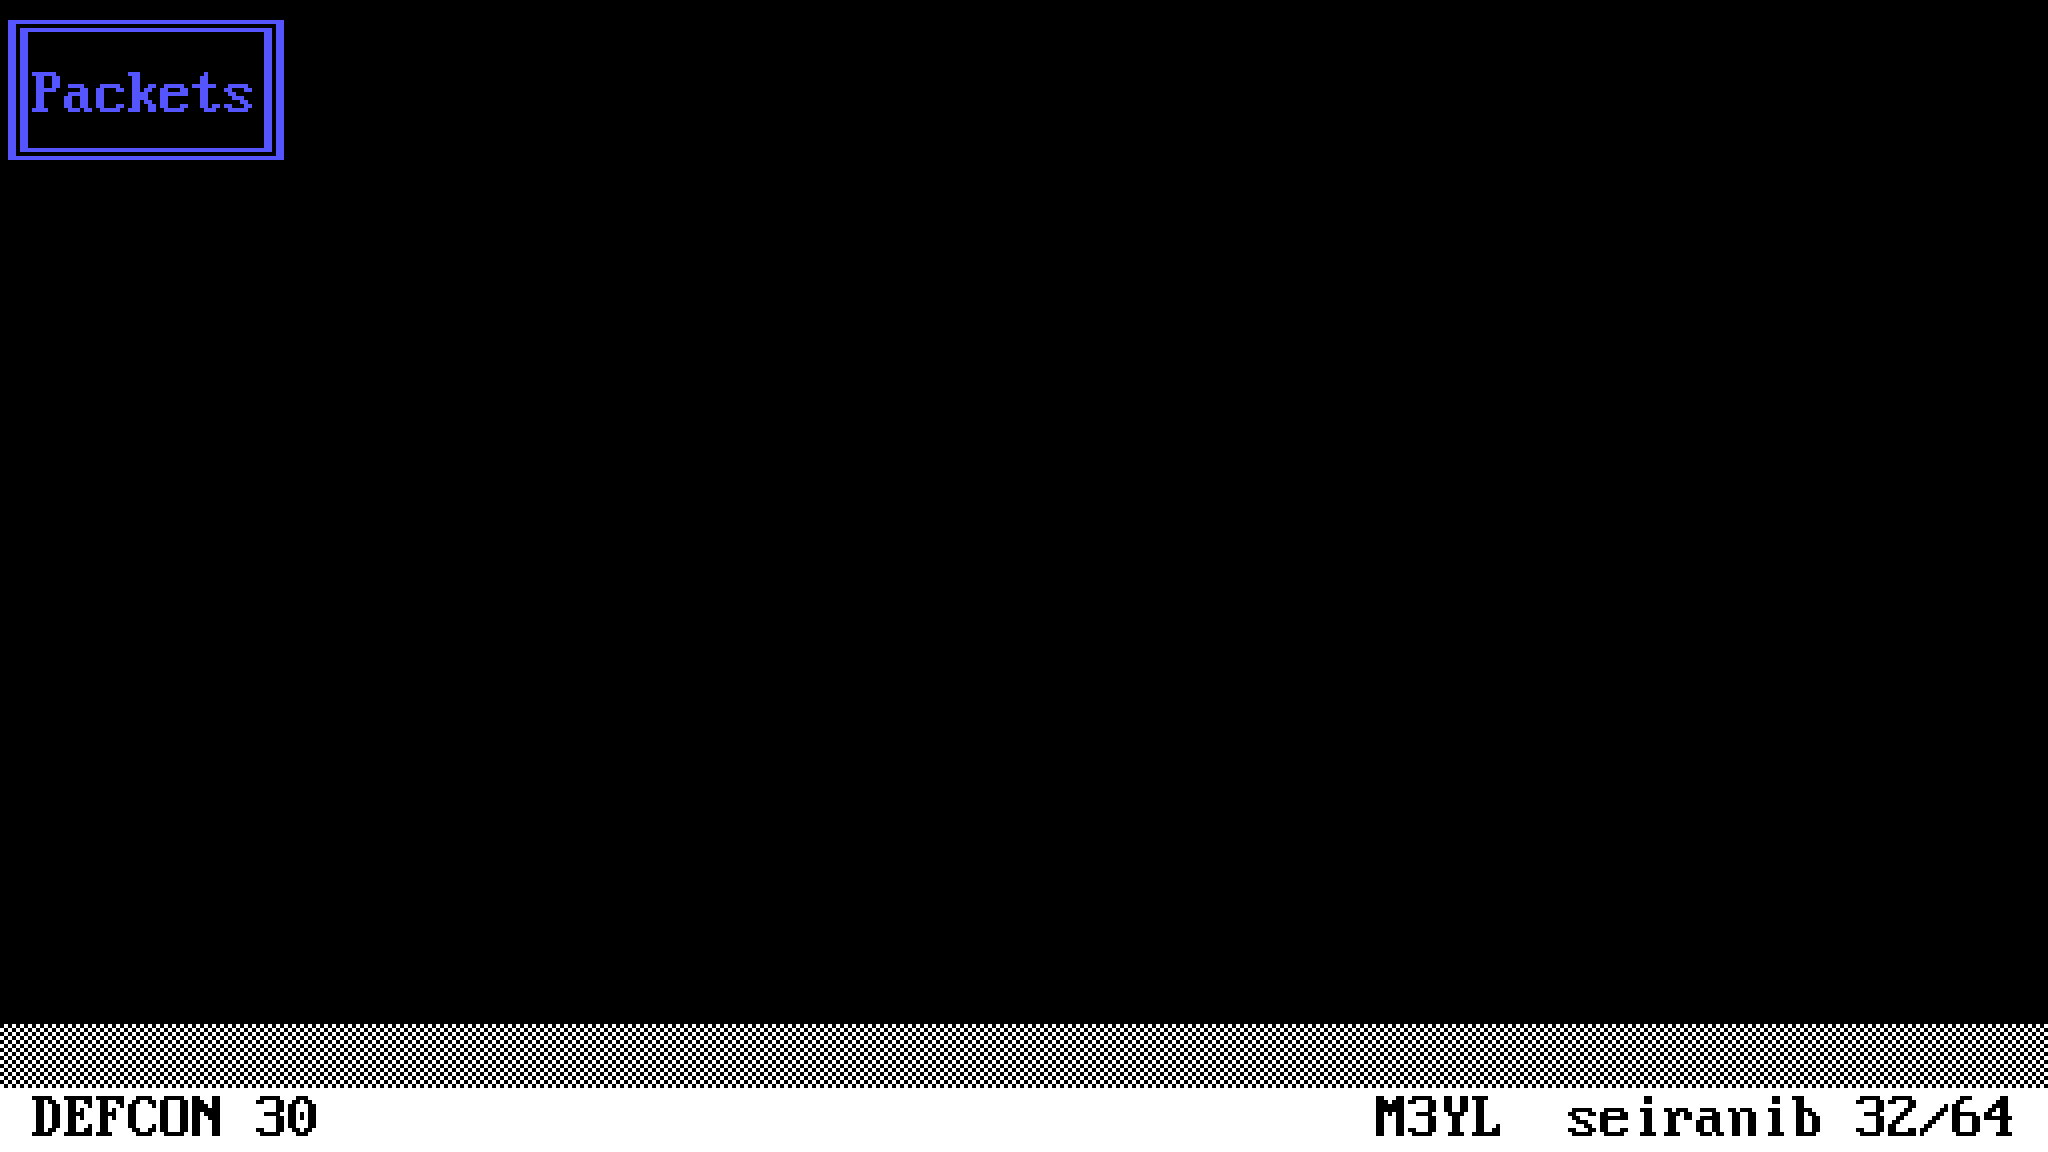 Packets
DEFCON 30 M3YL seiranib 32/64